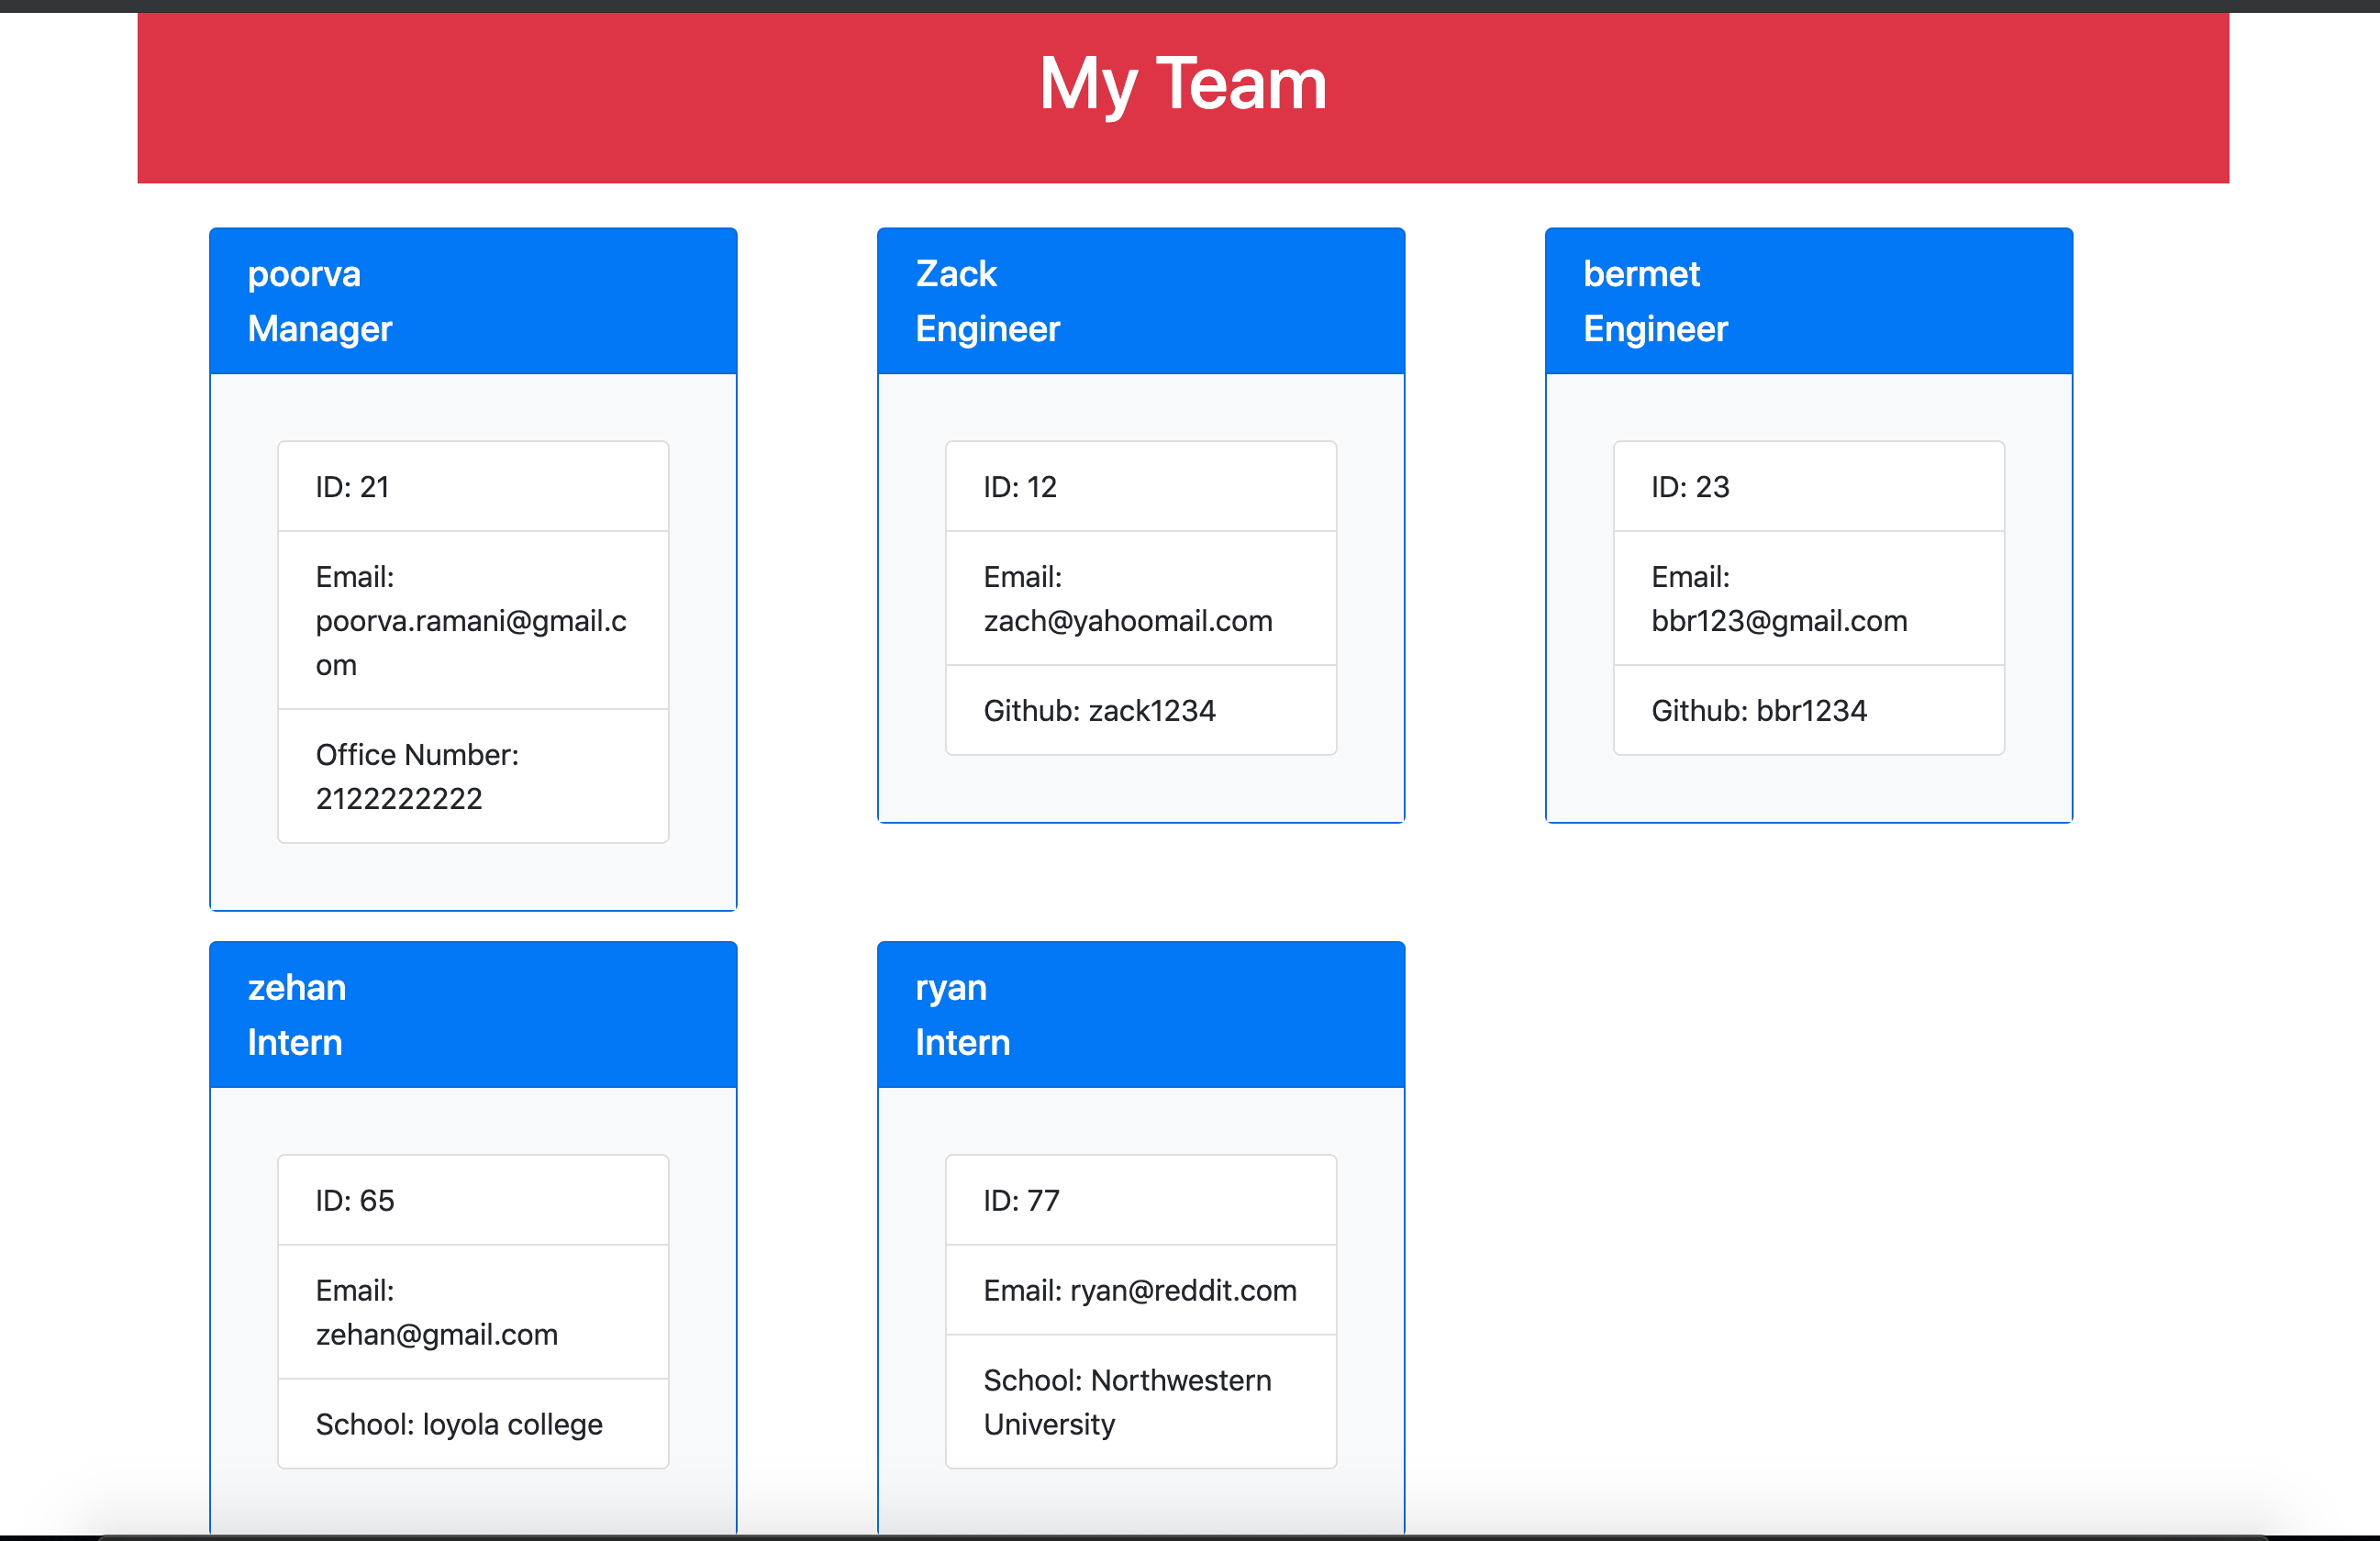 My Team
poorva
Manager
ID: 21
Email:
poorva.ramani@gmail.c
om
Office Number:
2122222222
Zack
Engineer
ID: 12
Email:
zach@yahoomail.com
Github: zack1234
bermet
Engineer
ID: 23
Email:
bbr123@gmail.com
Github: bbr1234
zehan
Intern
ID: 65
Email:
zehan@gmail.com
School: loyola college
ryan
Intern
ID: 77
Email: ryan@reddit.com
School: Northwestern
University